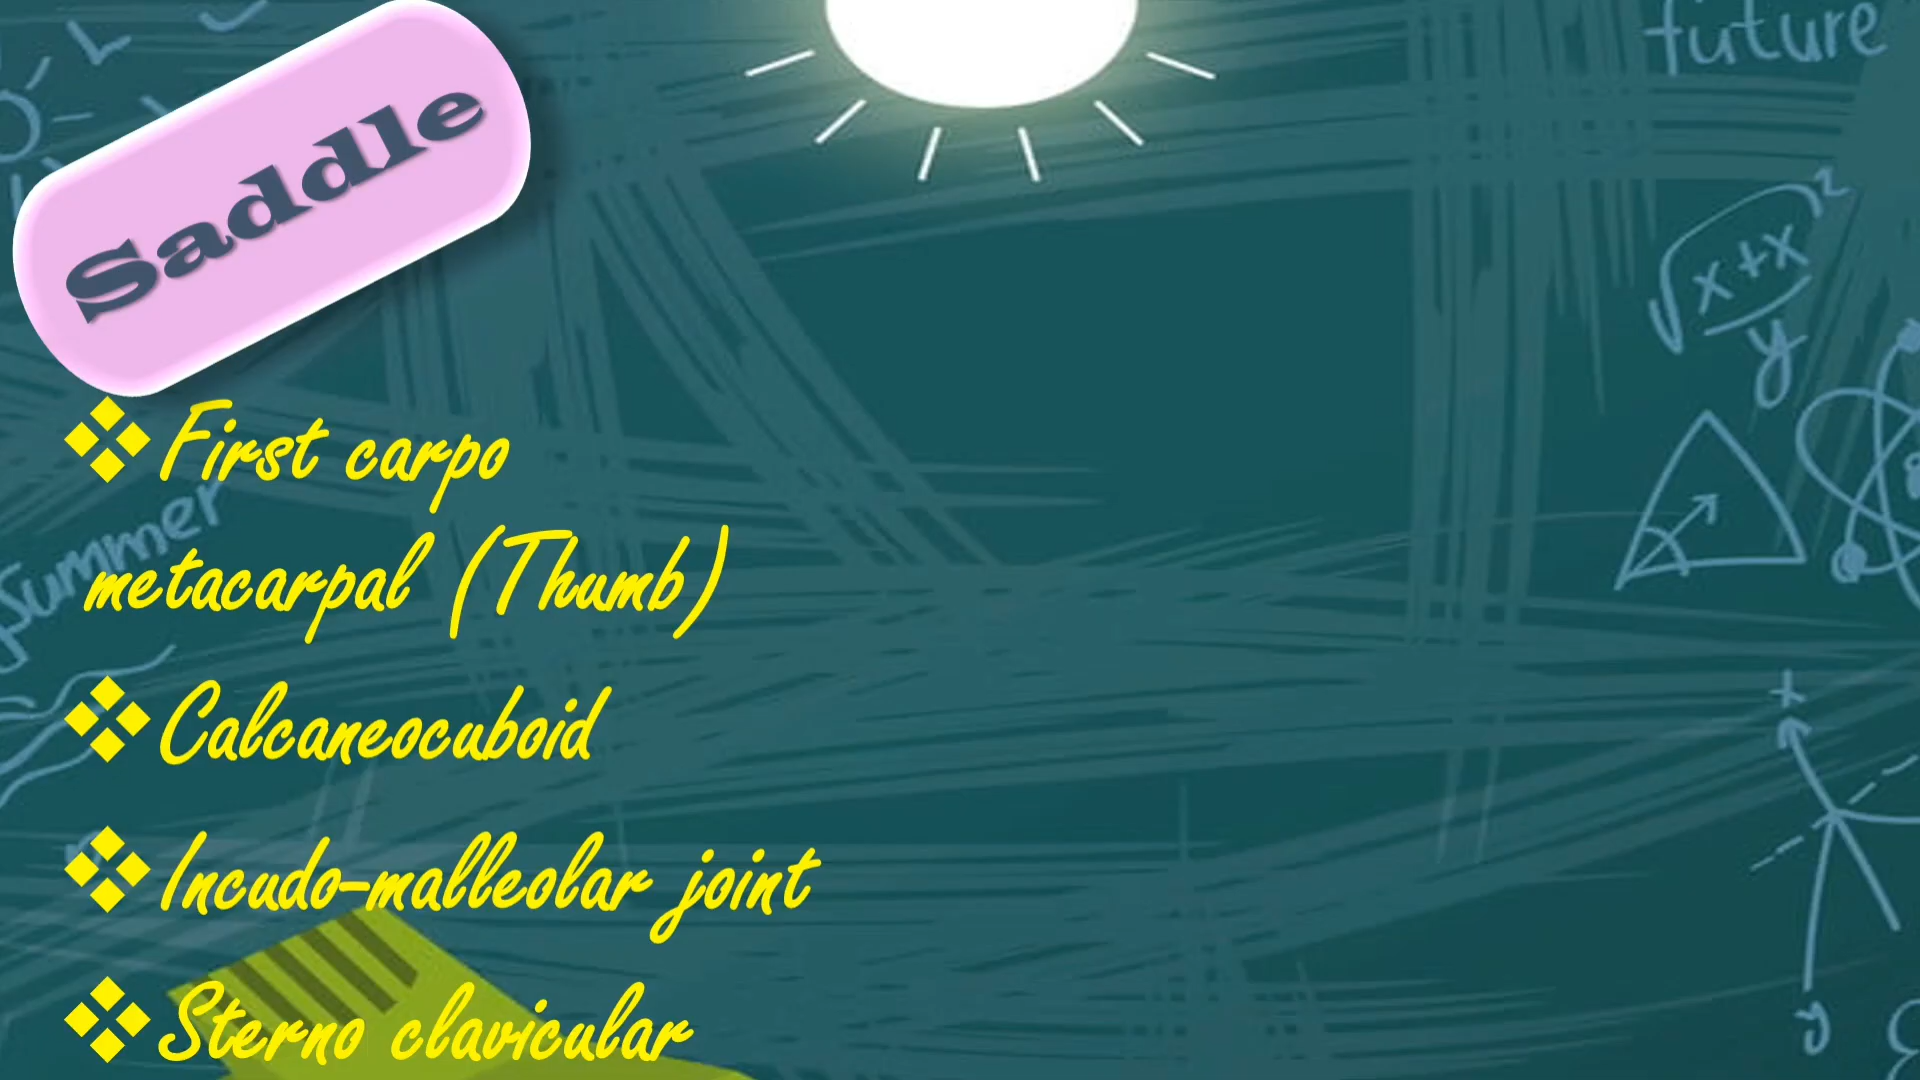 future
Saddle
x+x
y
First carpo
metacarpal (Thumb)
summer
Calcaneocuboid
x
Incudo-malleolar joint
Sterno clavicular
y